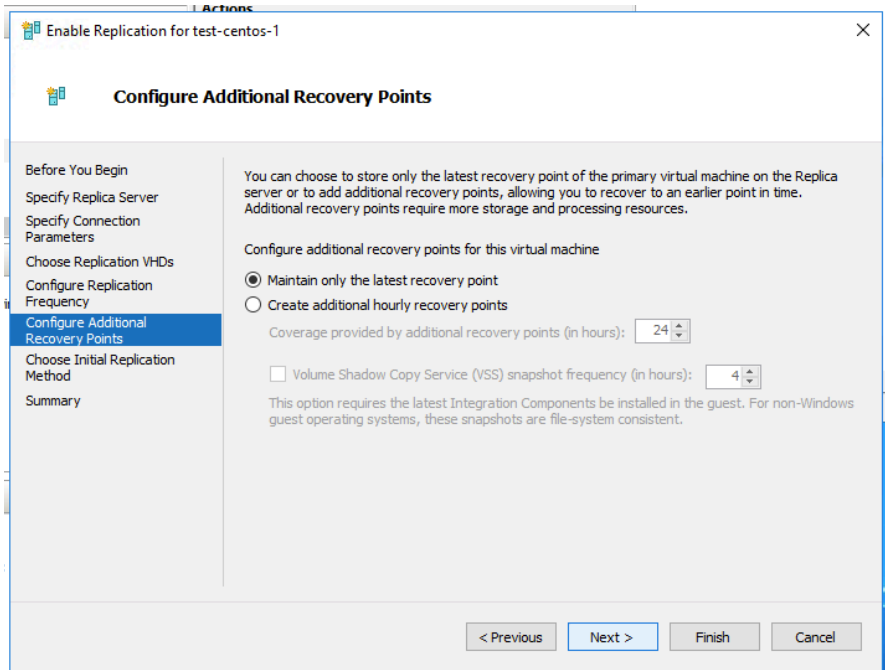 Actions
Enable Replication for test-centos-1
Configure Additional Recovery Points
Before You Begin
Specify Replica Server
Specify Connection
Parameters
Choose Replication VHDs
Configure Replication
Frequency
Configure Additional
Recovery Points
Choose Initial Replication
Method
Summary
You can choose to store only the latest recovery point of the primary virtual machine on the Replica
server or to add additional recovery points, allowing you to recover to an earlier point in time.
Additional recovery points require more storage and processing resources.
Configure additional recovery points for this virtual machine
Maintain only the latest recovery point
Create additional hourly recovery points
Coverage provided by additional recovery points (in hours): 24
Volume Shadow Copy Service (VSS) snapshot frequency (in hours): 4
This option requires the latest Integration Components be installed in the guest. For non-Windows
guest operating systems, these snapshots are file-system consistent.
< Previous Next > Finish Cancel